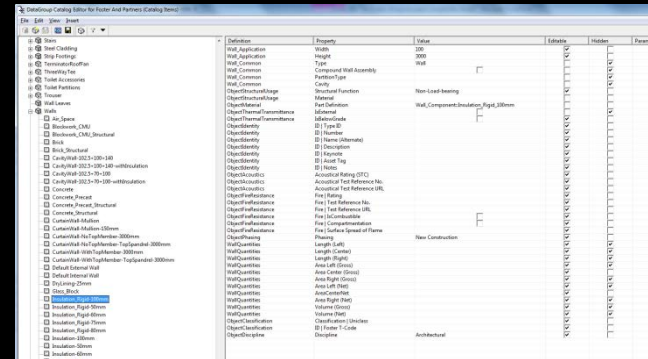 DataGroup Catalog Editor for Foster And Partners (Catalog Items)
File Edit View Insert
Stairs
Steel Cladding
Strip Footings
TerminatorRoofPan
ThreeWayTee
Toilet Accessories
Toilet Partitions
Trouser
Wall Leaves
Walls
Air_Space
Blockwork_CMU
Blockwork_CMU_Structural
Brick
Brick_Structural
CavityWall-102.5+100+140
CavityWall-102.5+100+140-withInsulation
CavityWall-102.5+70+100
CavityWall-102.5+70+100-withInsulation
Concrete
Concrete_Precast
Concrete_Precast_Structural
Concrete_Structural
CurtainWall-Mullion
CurtainWall-Mullion-150mm
CurtainWall-NoTopMember-3000mm
CurtainWall-NoTopMember-TopSpandrel-3000mm
CurtainWall-WithTopMember-3000mm
CurtainWall-WithTopMember-TopSpandrel-3000mm
Default External Wall
Default Internal Wall
DryLining-25mm
Glass_Block
Insulation_Rigid-100mm
Insulation_Rigid-50mm
Insulation_Rigid-60mm
Insulation_Rigid-75mm
Insulation_Rigid-80mm
Insulation-100mm
Insulation-50mm
Insulation-60mm
Definition Property Value Editable Hidden Param
Wall_Application Width 100
Wall_Application Height 3000
Wall_Common Type Wall
Wall_Common Compound Wall Assembly
Wall_Common PartitionType
Wall_Common Cavity
ObjectStructuralUsage Structural Function Non-Load-bearing
ObjectStructuralUsage Material
ObjectMaterial Part Definition Wall_Component:Insulation_Rigid_100mm
ObjectThermalTransmittance IsExternal
ObjectThermalTransmittance IsBelowGrade
ObjectIdentity ID | Type ID
ObjectIdentity ID | Number
ObjectIdentity ID | Name (Alternate)
ObjectIdentity ID | Description
ObjectIdentity ID | Keynote
ObjectIdentity ID | Asset Tag
ObjectIdentity ID | Notes
ObjectAcoustics Acoustical Rating (STC)
ObjectAcoustics Acoustical Test Reference No.
ObjectAcoustics Acoustical Test Reference URL
ObjectFireResistance Fire | Rating
ObjectFireResistance Fire | Test Reference No.
ObjectFireResistance Fire | Test Reference URL
ObjectFireResistance Fire | IsCombustible
ObjectFireResistance Fire | Compartmentation
ObjectFireResistance Fire | Surface Spread of Flame
ObjectPhasing Phasing New Construction
WallQuantities Length (Left)
WallQuantities Length (Center)
WallQuantities Length (Right)
WallQuantities Area Left (Gross)
WallQuantities Area Center (Gross)
WallQuantities Area Right (Gross)
WallQuantities Area Left (Net)
WallQuantities AreaCenterNet
WallQuantities Area Right (Net)
WallQuantities Volume (Gross)
WallQuantities Volume (Net)
ObjectClassification Classification | Uniclass
ObjectClassification ID | Foster T-Code
ObjectDiscipline Discipline Architectural